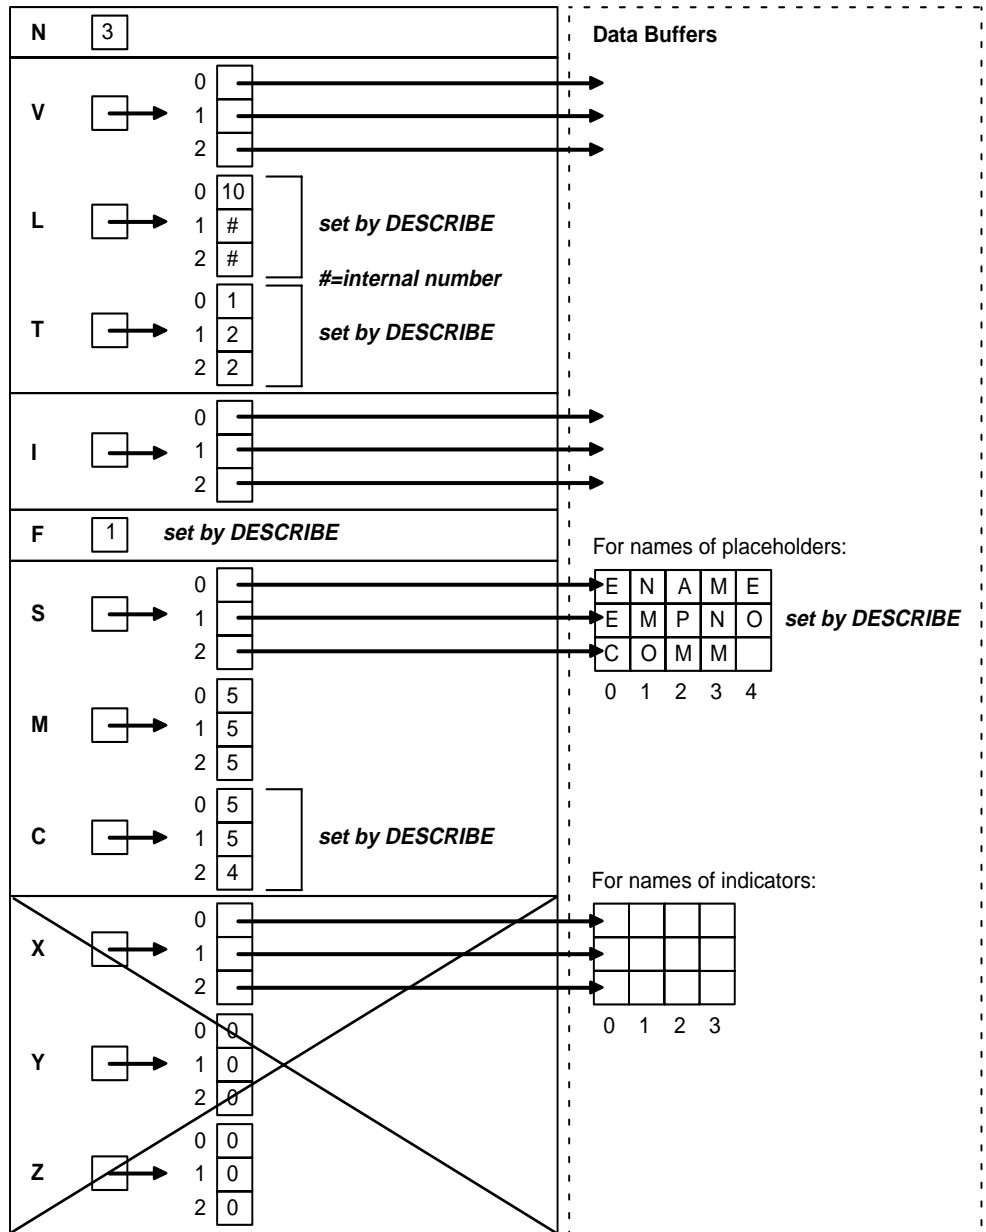 N 3
Data Buffers
0
V 1
2
0 10
L 1 # set by DESCRIBE
2 #
#=internal number
0 1
T 1 2 set by DESCRIBE
2 2
0
I 1
2
F 1 set by DESCRIBE
For names of placeholders:
0 E N A M E
S 1 E M P N O set by DESCRIBE
2 C O M M
0 1 2 3 4
0 5
M 1 5
2 5
0 5
C 1 5 set by DESCRIBE
2 4
For names of indicators:
0
X 1
2
0 1 2 3
0 0
Y 1 0
2 0
0 0
Z 1 0
2 0